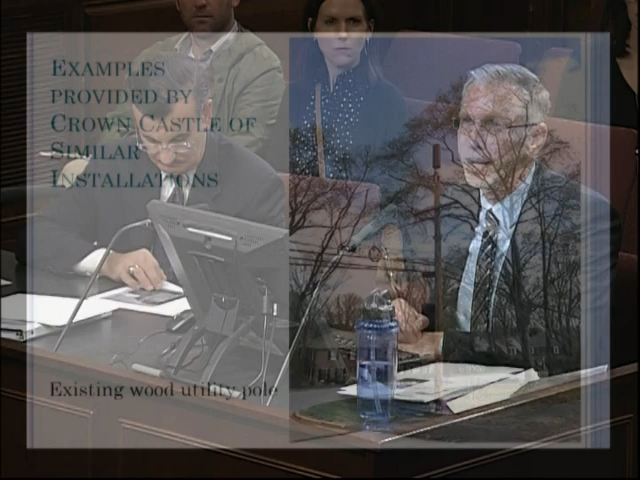 EXAMPLES
PROVIDED BY
CROWN CASTLE OF
SIMILAR
INSTALLATIONS
Existing wood utility pole